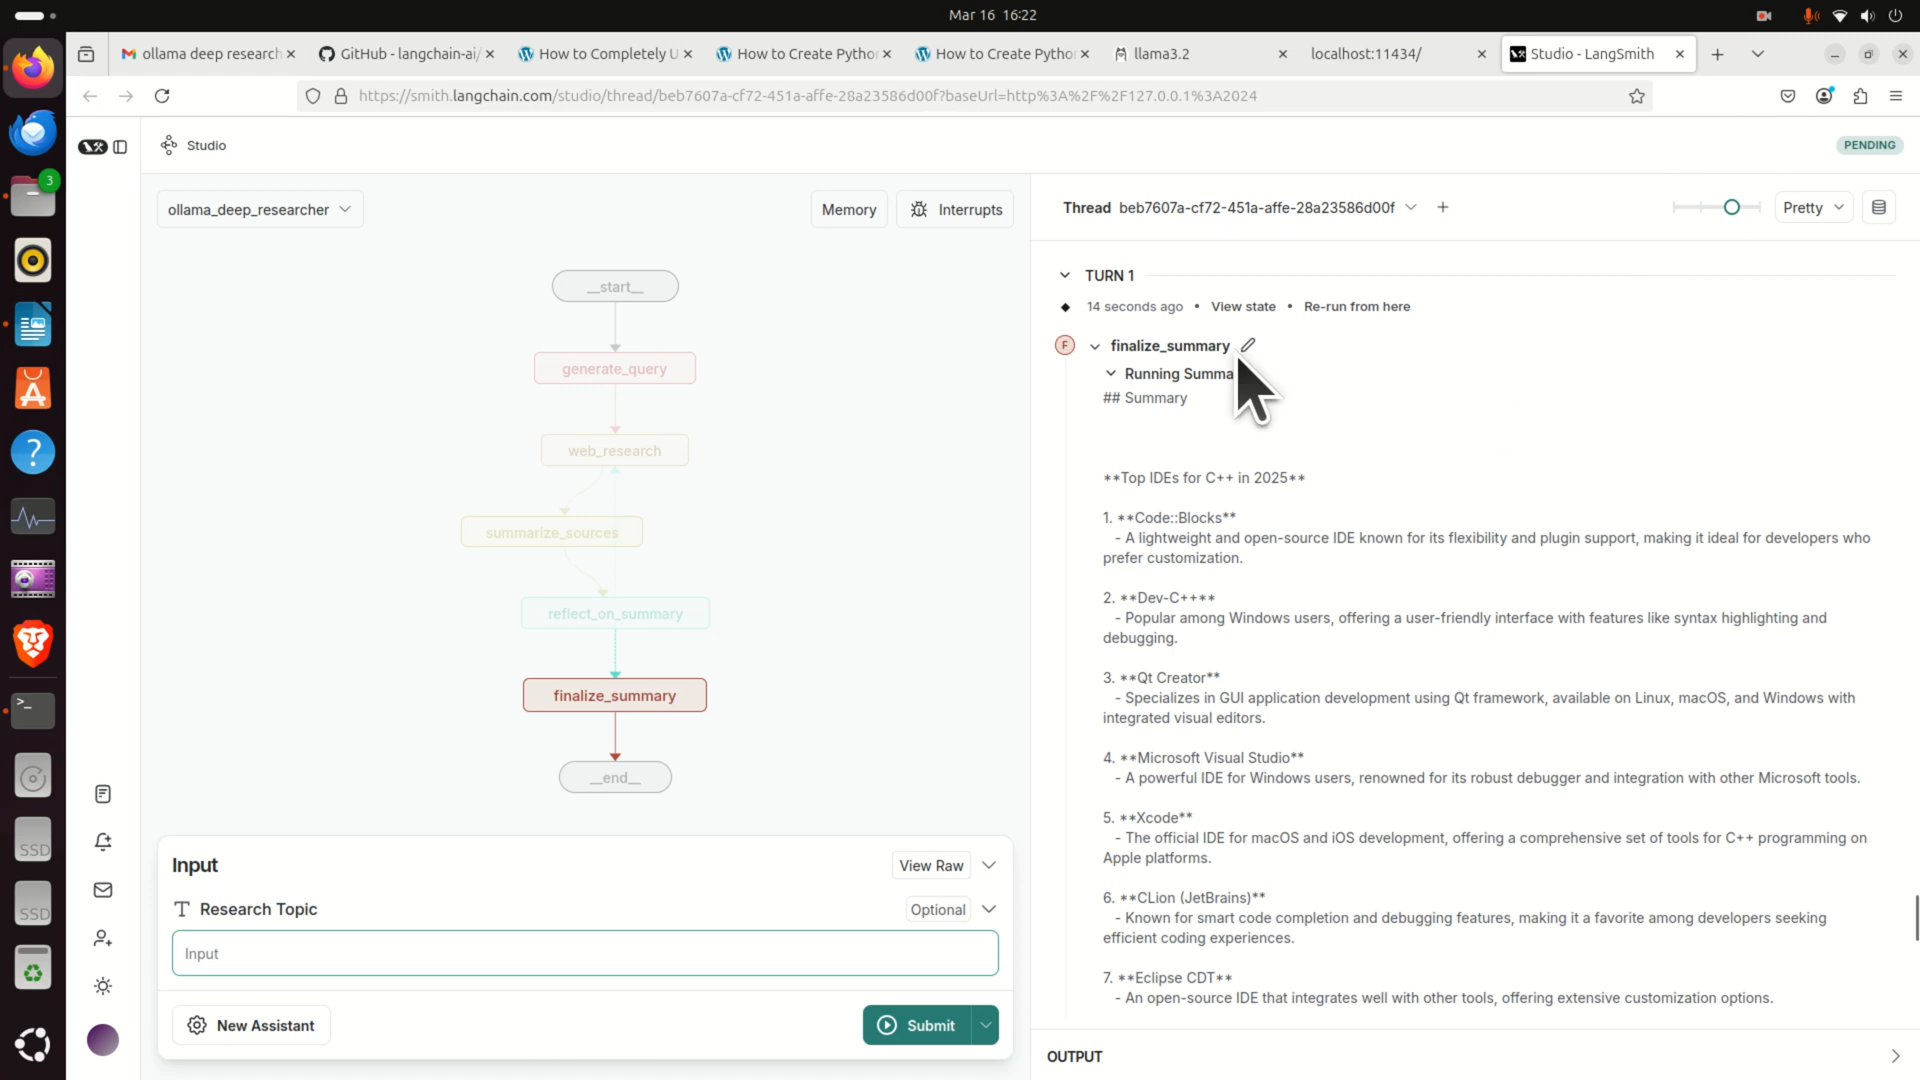 Mar 16 16:22
ollama deep research
GitHub - langchain-ai/
How to Completely U
How to Create Python
How to Create Python
llama3.2
localhost:11434/
Studio - LangSmith
https://smith.langchain.com/studio/thread/beb7607a-cf72-451a-affe-28a23586d00f?baseUrl=http%3A%2F%2F127.0.0.1%3A2024
Studio
PENDING
3
ollama_deep_researcher
Memory
Interrupts
Thread beb7607a-cf72-451a-affe-28a23586d00f
Pretty
__start__
generate_query
web_research
summarize_sources
reflect_on_summary
finalize_summary
__end__
Input
View Raw
Research Topic
Optional
Input
New Assistant
Submit
TURN 1
14 seconds ago • View state • Re-run from here
F
finalize_summary
Running Summa
## Summary
**Top IDEs for C++ in 2025**
1. **Code::Blocks**
- A lightweight and open-source IDE known for its flexibility and plugin support, making it ideal for developers who
prefer customization.
2. **Dev-C++**
- Popular among Windows users, offering a user-friendly interface with features like syntax highlighting and
debugging.
3. **Qt Creator**
- Specializes in GUI application development using Qt framework, available on Linux, macOS, and Windows with
integrated visual editors.
4. **Microsoft Visual Studio**
- A powerful IDE for Windows users, renowned for its robust debugger and integration with other Microsoft tools.
5. **Xcode**
- The official IDE for macOS and iOS development, offering a comprehensive set of tools for C++ programming on
Apple platforms.
6. **CLion (JetBrains)**
- Known for smart code completion and debugging features, making it a favorite among developers seeking
efficient coding experiences.
7. **Eclipse CDT**
- An open-source IDE that integrates well with other tools, offering extensive customization options.
OUTPUT
SSD
SSD